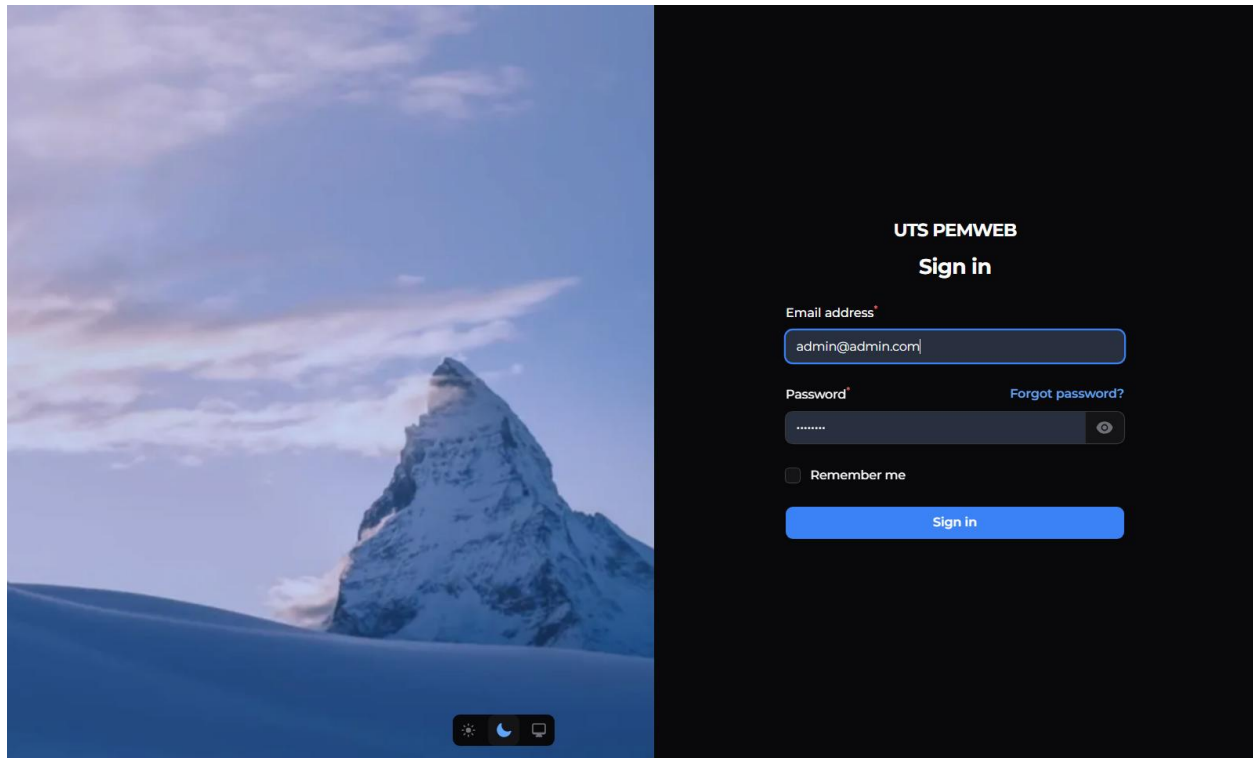 UTS PEMWEB
Sign in
Email address*
admin@admin.com
Password* Forgot password?
••••••••
Remember me
Sign in